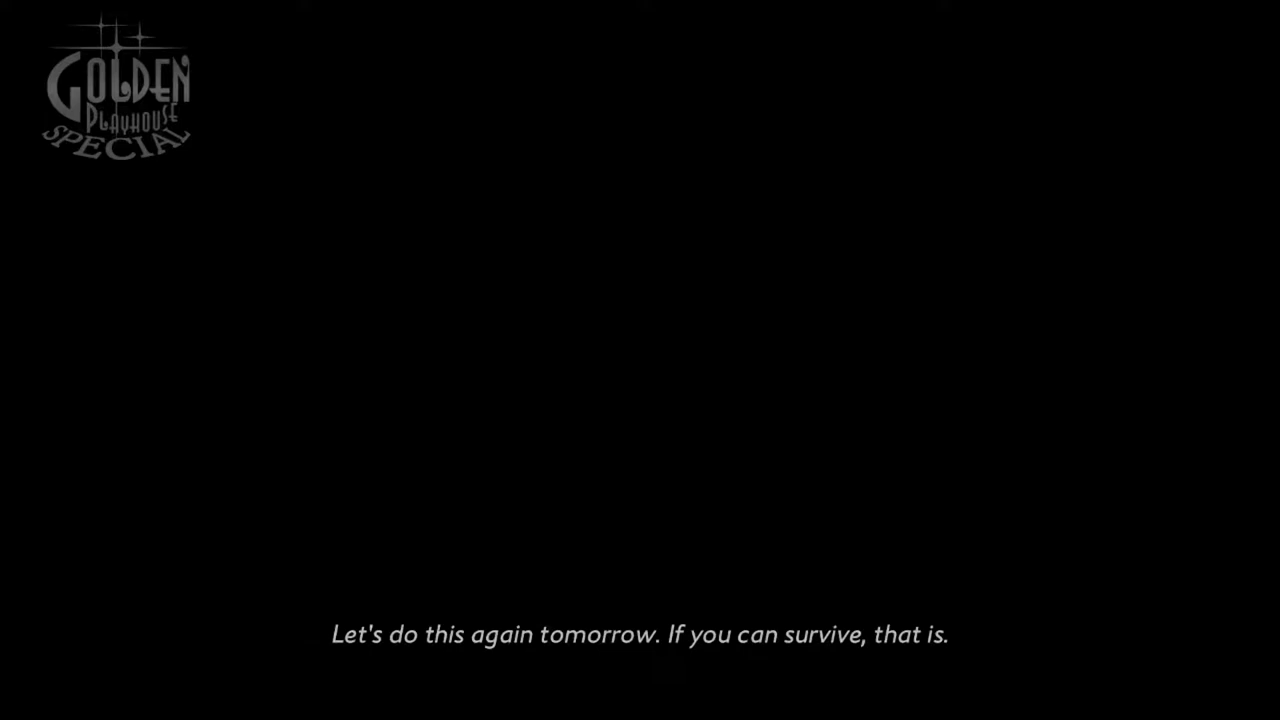 GOLDEN
PLAYHOUSE
SPECIAL
Let's do this again tomorrow. If you can survive, that is.